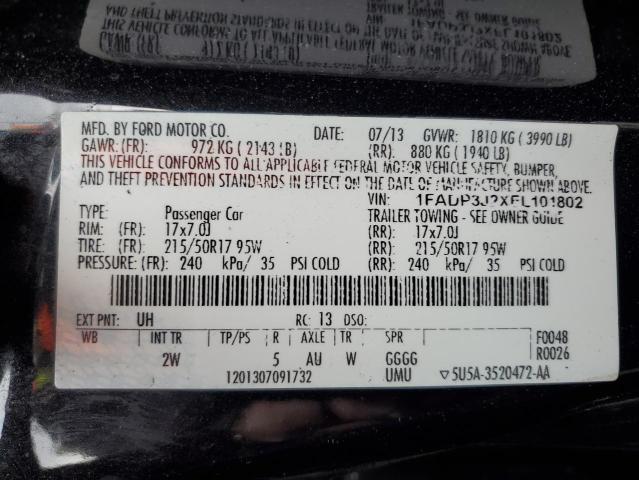 MFD. BY FORD MOTOR CO. DATE: 07/13 GVWR: 1810 KG ( 3990 LB)
GAWR: (FR): 972 KG ( 2143 LB) (RR): 880 KG ( 1940 LB)
THIS VEHICLE CONFORMS TO ALL APPLICABLE FEDERAL MOTOR VEHICLE SAFETY, BUMPER,
AND THEFT PREVENTION STANDARDS IN EFFECT ON THE DATE OF MANUFACTURE SHOWN ABOVE.
VIN: 1FADP3J2XEL101802
TYPE: Passenger Car TRAILER TOWING - SEE OWNER GUIDE
RIM: (FR): 17x7.0J (RR): 17x7.0J
TIRE: (FR): 215/50R17 95W (RR): 215/50R17 95W
PRESSURE: (FR): 240 kPa/ 35 PSI COLD (RR): 240 kPa/ 35 PSI COLD
EXT PNT: UH RC: 13 DSO:
WB INT TR TP/PS R AXLE TR SPR F0048
2W 5 AU W GGGG R0026
1201307091732 UMU 5U5A-3520472-AA